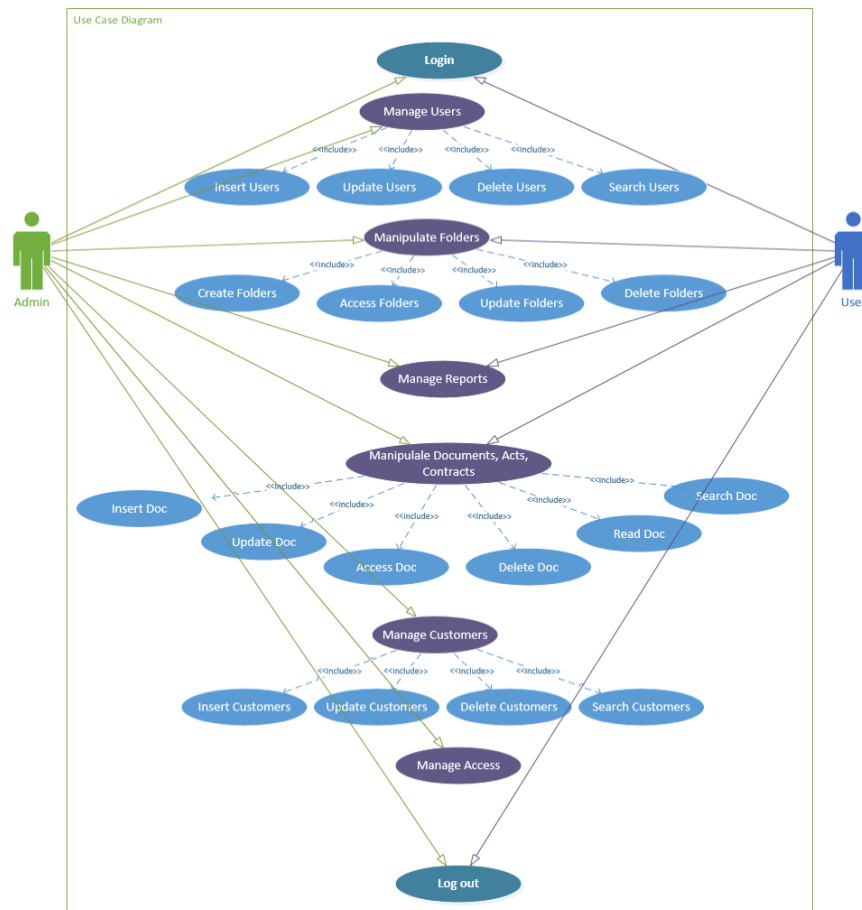 Use Case Diagram
Login
Manage Users
<<include>>
<<include>>
<<include>>
<<include>>
Insert Users
Update Users
Delete Users
Search Users
Admin
Manipulate Folders
<<include>>
<<include>>
<<include>>
<<include>>
Create Folders
Access Folders
Update Folders
Delete Folders
Use
Manage Reports
Manipulale Documents, Acts,
Contracts
<<include>>
<<include>>
<<include>>
<<include>>
<<include>>
<<include>>
Insert Doc
Update Doc
Access Doc
Delete Doc
Read Doc
Search Doc
Manage Customers
<<include>>
<<include>>
<<include>>
<<include>>
Insert Customers
Update Customers
Delete Customers
Search Customers
Manage Access
Log out